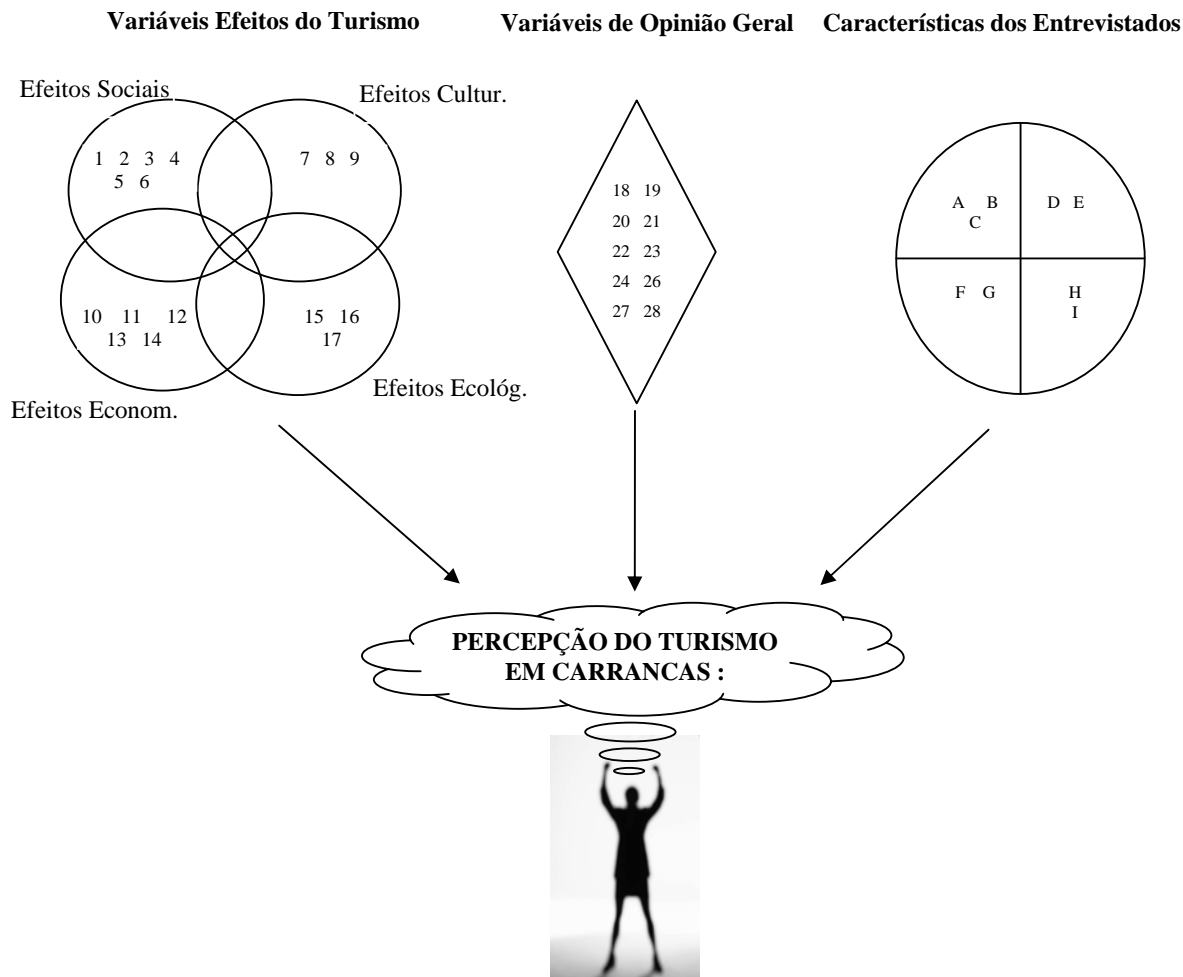 Variáveis Efeitos do Turismo
Variáveis de Opinião Geral
Características dos Entrevistados
Efeitos Sociais
Efeitos Cultur.
1 2 3 4
5 6
7 8 9
10 11 12
13 14
15 16
17
Efeitos Econom.
Efeitos Ecológ.
18 19
20 21
22 23
24 26
27 28
A B
C
D E
F G
H
I
PERCEPÇÃO DO TURISMO
EM CARRANCAS :